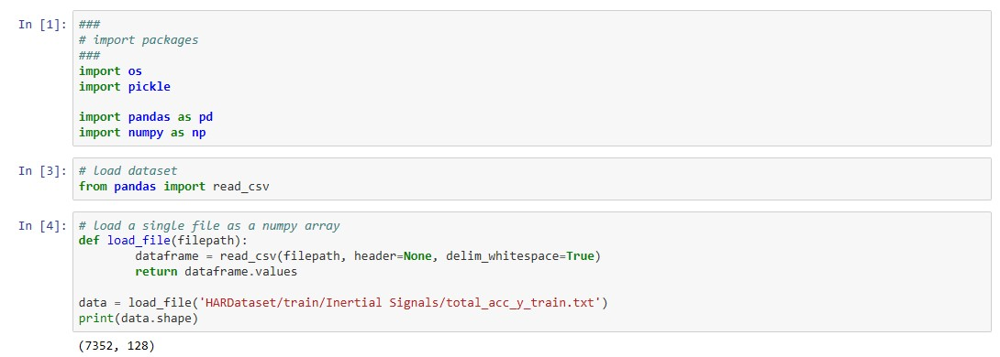 In [1]: ###
# import packages
###
import os
import pickle
import pandas as pd
import numpy as np
In [3]: # load dataset
from pandas import read_csv
In [4]: # load a single file as a numpy array
def load_file(filepath):
        dataframe = read_csv(filepath, header=None, delim_whitespace=True)
        return dataframe.values
data = load_file('HARDataset/train/Inertial Signals/total_acc_y_train.txt')
print(data.shape)
(7352, 128)